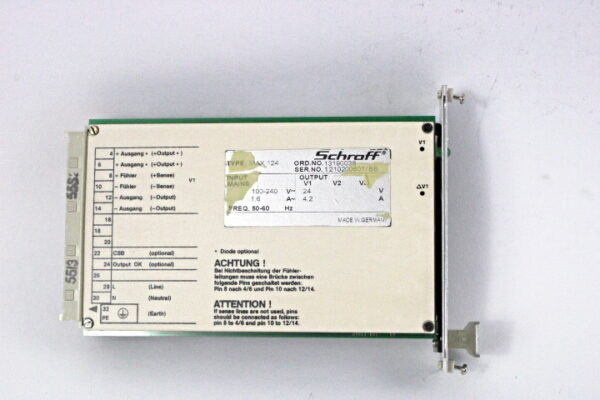 4 + Ausgang + (+Output +)
6 + Ausgang + (+Output +)
8 + Fühler (+Sense)
10 - Fühler (-Sense)
V1
12 - Ausgang (-Output)
14 - Ausgang (-Output)
16
18
20
22 CSB (optional)
24 Output OK (optional)
26
28 L (Line)
30 N (Neutral)
32
PE (Earth)
Schroff®
TYPE MAX 124 ORD.NO.
SER.NO.
INPUT OUTPUT
MAINS V1 V2
100-240 V~ 24 V
1.6 A~ 4.2 A
FREQ. 50-60 Hz
MADE IN GERMANY
• Diode optional
ACHTUNG !
Bei Nichtbeschaltung der Fühler-
leitungen muss eine Brücke zwischen
folgende Pins geschaltet werden:
Pin 8 nach 4/6 und Pin 10 nach 12/14.
ATTENTION !
If sense lines are not used, pins
should be connected as follows:
pin 8 to 4/6 and pin 10 to 12/14.
V1
△V1